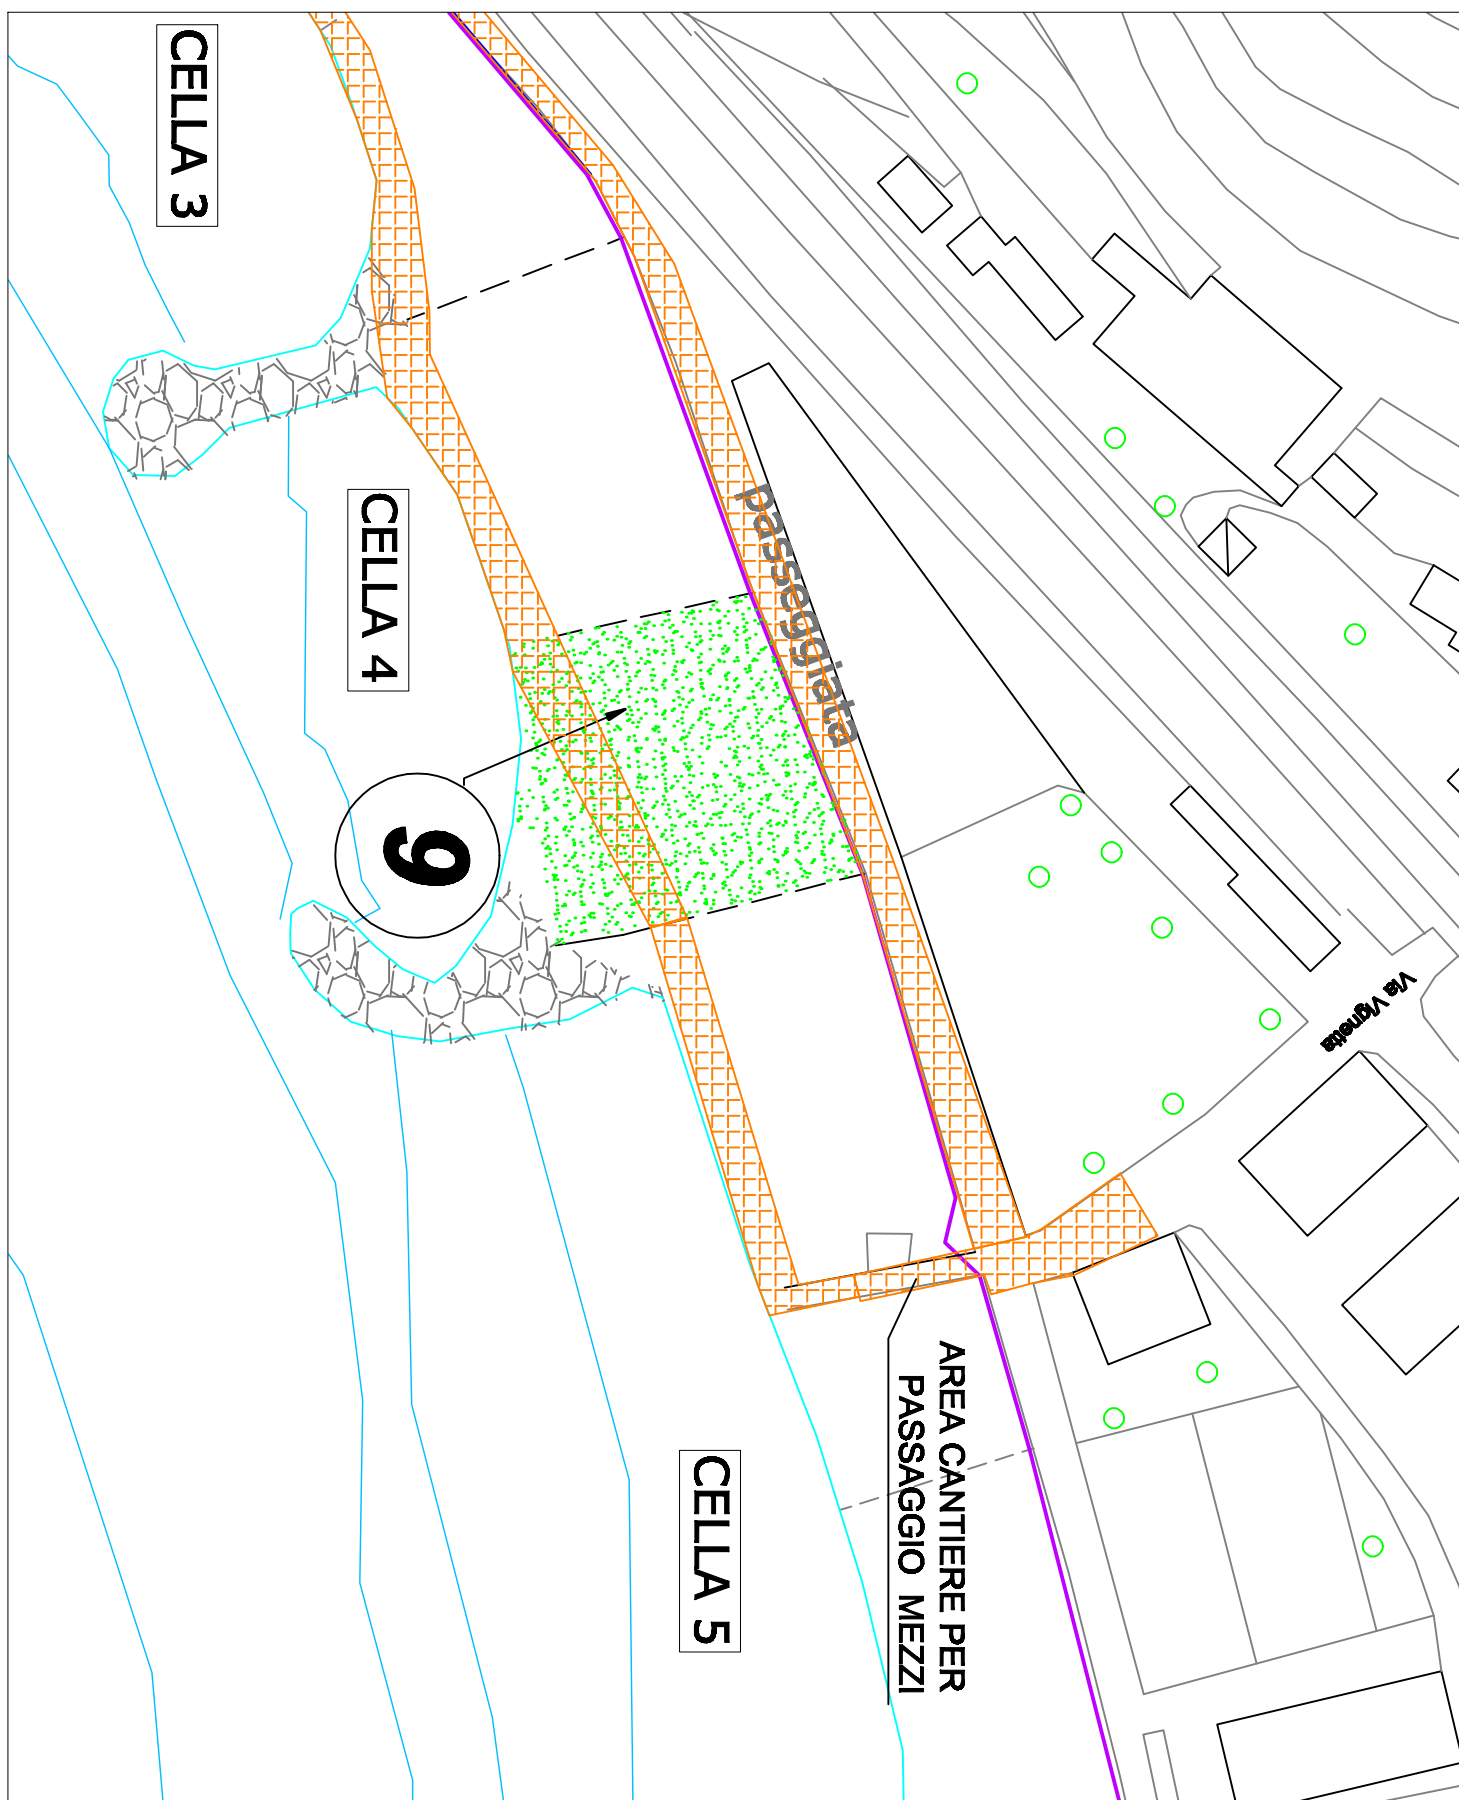 Via Vignetta
passeggiata
AREA CANTIERE PER
PASSAGGIO MEZZI
CELLA 3
CELLA 4
9
CELLA 5